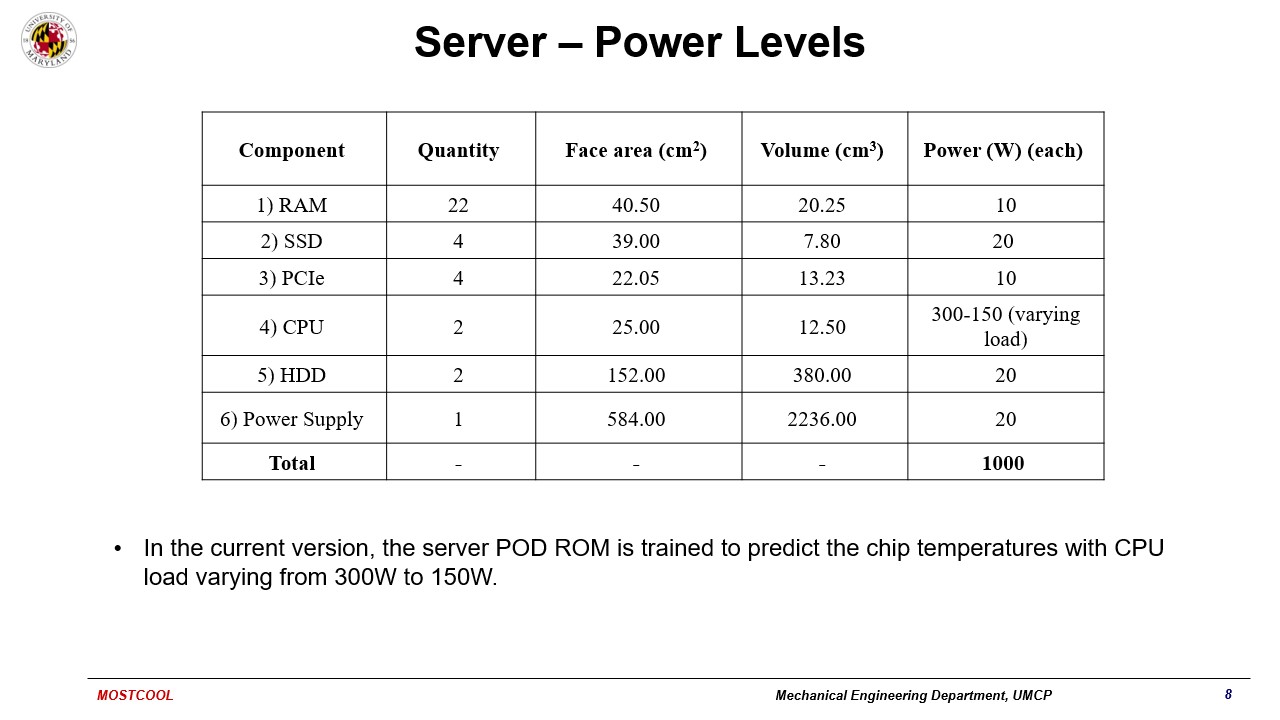 UNIVERSITY OF
18 56
MARYLAND
Server – Power Levels
Component Quantity Face area (cm²) Volume (cm³) Power (W) (each)
1) RAM 22 40.50 20.25 10
2) SSD 4 39.00 7.80 20
3) PCIe 4 22.05 13.23 10
4) CPU 2 25.00 12.50 300-150 (varying
load)
5) HDD 2 152.00 380.00 20
6) Power Supply 1 584.00 2236.00 20
Total - - - 1000
• In the current version, the server POD ROM is trained to predict the chip temperatures with CPU
load varying from 300W to 150W.
MOSTCOOL Mechanical Engineering Department, UMCP 8